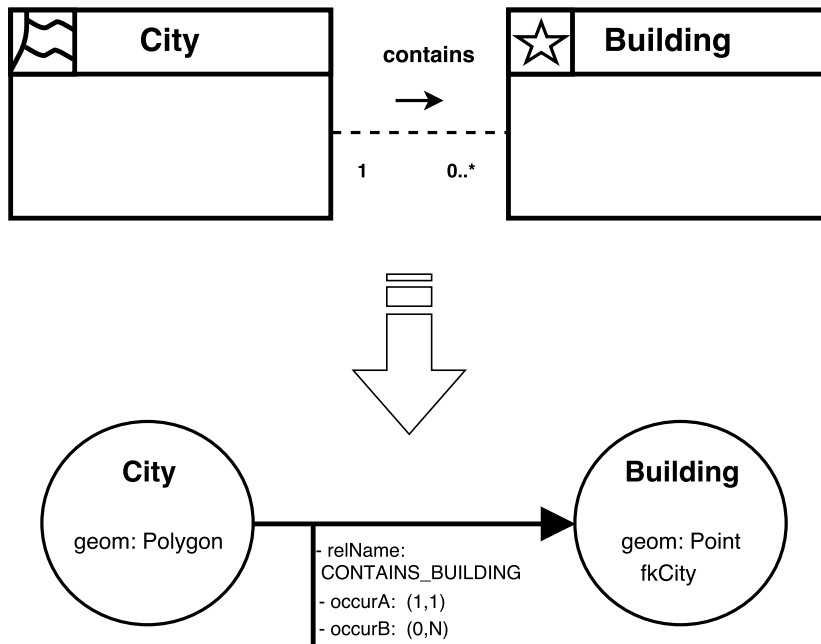 City
Building
contains
1
0..*
City
geom: Polygon
Building
geom: Point
fkCity
- relName:
CONTAINS_BUILDING
- occurA: (1,1)
- occurB: (0,N)